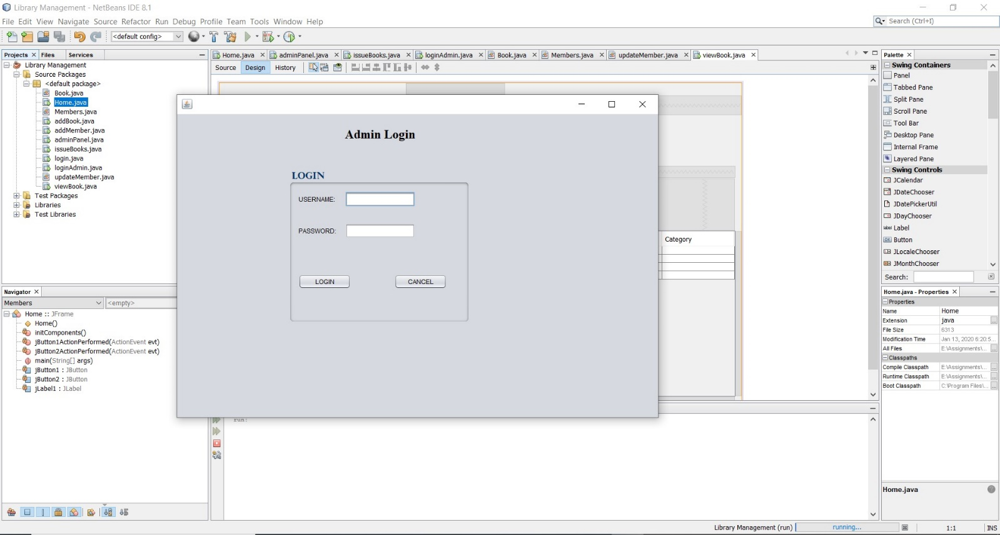 Library Management - NetBeans IDE 8.1
File Edit View Navigate Source Refactor Run Debug Profile Team Tools Window Help
Search (Ctrl+I)
<default config>
Projects Files Services
Library Management
Source Packages
<default package>
Book.java
Home.java
Members.java
addBook.java
addMember.java
adminPanel.java
issueBooks.java
login.java
loginAdmin.java
updateMember.java
viewBook.java
Test Packages
Libraries
Test Libraries
Navigator
Members <empty>
Home :: JFrame
Home()
initComponents()
jButton1ActionPerformed(ActionEvent evt)
jButton2ActionPerformed(ActionEvent evt)
main(String[] args)
jButton1 : JButton
jButton2 : JButton
jLabel1 : JLabel
Home.java adminPanel.java issueBooks.java loginAdmin.java Book.java Members.java updateMember.java viewBook.java
Source Design History
Admin Login
LOGIN
USERNAME:
PASSWORD:
LOGIN CANCEL
Category
run:
Palette
Swing Containers
Panel
Tabbed Pane
Split Pane
Scroll Pane
Tool Bar
Desktop Pane
Internal Frame
Layered Pane
Swing Controls
JCalendar
JDateChooser
JDatePickerUtil
JDayChooser
label Label
OK Button
JLocaleChooser
JMonthChooser
Search:
Home.java - Properties
Properties
Name Home
Extension java
File Size 6313
Modification Time Jan 13, 2020 6:20:5...
All Files E:\Assignments\...
Classpaths
Compile Classpath E:\Assignments\...
Runtime Classpath E:\Assignments\...
Boot Classpath C:\Program Files\...
Home.java
Library Management (run) running... 1:1 INS